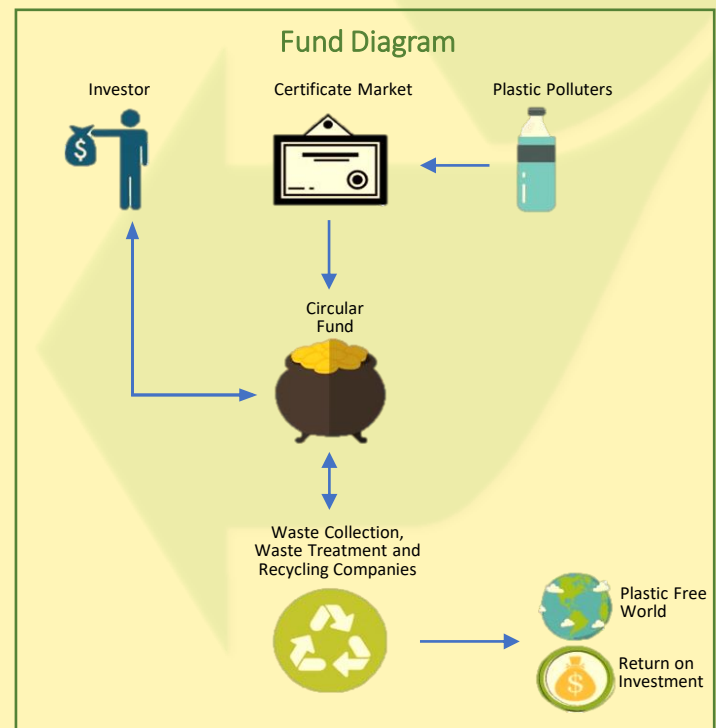 Fund Diagram
Investor
Certificate Market
Plastic Polluters
$
Circular
Fund
Waste Collection,
Waste Treatment and
Recycling Companies
Plastic Free
World
Return on
Investment
$